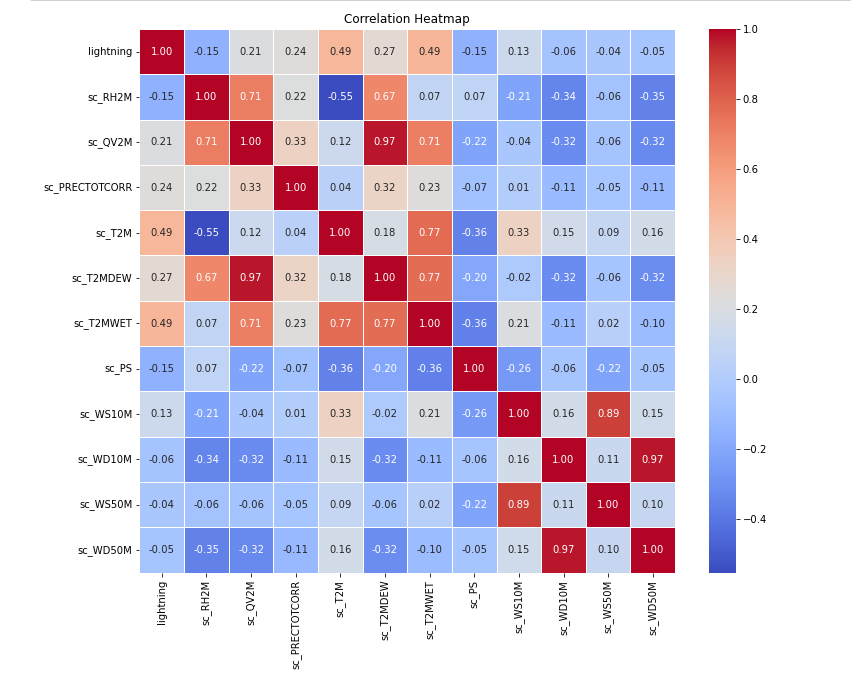 Correlation Heatmap
lightning 1.00 -0.15 0.21 0.24 0.49 0.27 0.49 -0.15 0.13 -0.06 -0.04 -0.05
sc_RH2M -0.15 1.00 0.71 0.22 -0.55 0.67 0.07 0.07 -0.21 -0.34 -0.06 -0.35
sc_QV2M 0.21 0.71 1.00 0.33 0.12 0.97 0.71 -0.22 -0.04 -0.32 -0.06 -0.32
sc_PRECTOTCORR 0.24 0.22 0.33 1.00 0.04 0.32 0.23 -0.07 0.01 -0.11 -0.05 -0.11
sc_T2M 0.49 -0.55 0.12 0.04 1.00 0.18 0.77 -0.36 0.33 0.15 0.09 0.16
sc_T2MDEW 0.27 0.67 0.97 0.32 0.18 1.00 0.77 -0.20 -0.02 -0.32 -0.06 -0.32
sc_T2MWET 0.49 0.07 0.71 0.23 0.77 0.77 1.00 -0.36 0.21 -0.11 0.02 -0.10
sc_PS -0.15 0.07 -0.22 -0.07 -0.36 -0.20 -0.36 1.00 -0.26 -0.06 -0.22 -0.05
sc_WS10M 0.13 -0.21 -0.04 0.01 0.33 -0.02 0.21 -0.26 1.00 0.16 0.89 0.15
sc_WD10M -0.06 -0.34 -0.32 -0.11 0.15 -0.32 -0.11 -0.06 0.16 1.00 0.11 0.97
sc_WS50M -0.04 -0.06 -0.06 -0.05 0.09 -0.06 0.02 -0.22 0.89 0.11 1.00 0.10
sc_WD50M -0.05 -0.35 -0.32 -0.11 0.16 -0.32 -0.10 -0.05 0.15 0.97 0.10 1.00
lightning sc_RH2M sc_QV2M sc_PRECTOTCORR sc_T2M sc_T2MDEW sc_T2MWET sc_PS sc_WS10M sc_WD10M sc_WS50M sc_WD50M
1.0
0.8
0.6
0.4
0.2
0.0
−0.2
−0.4